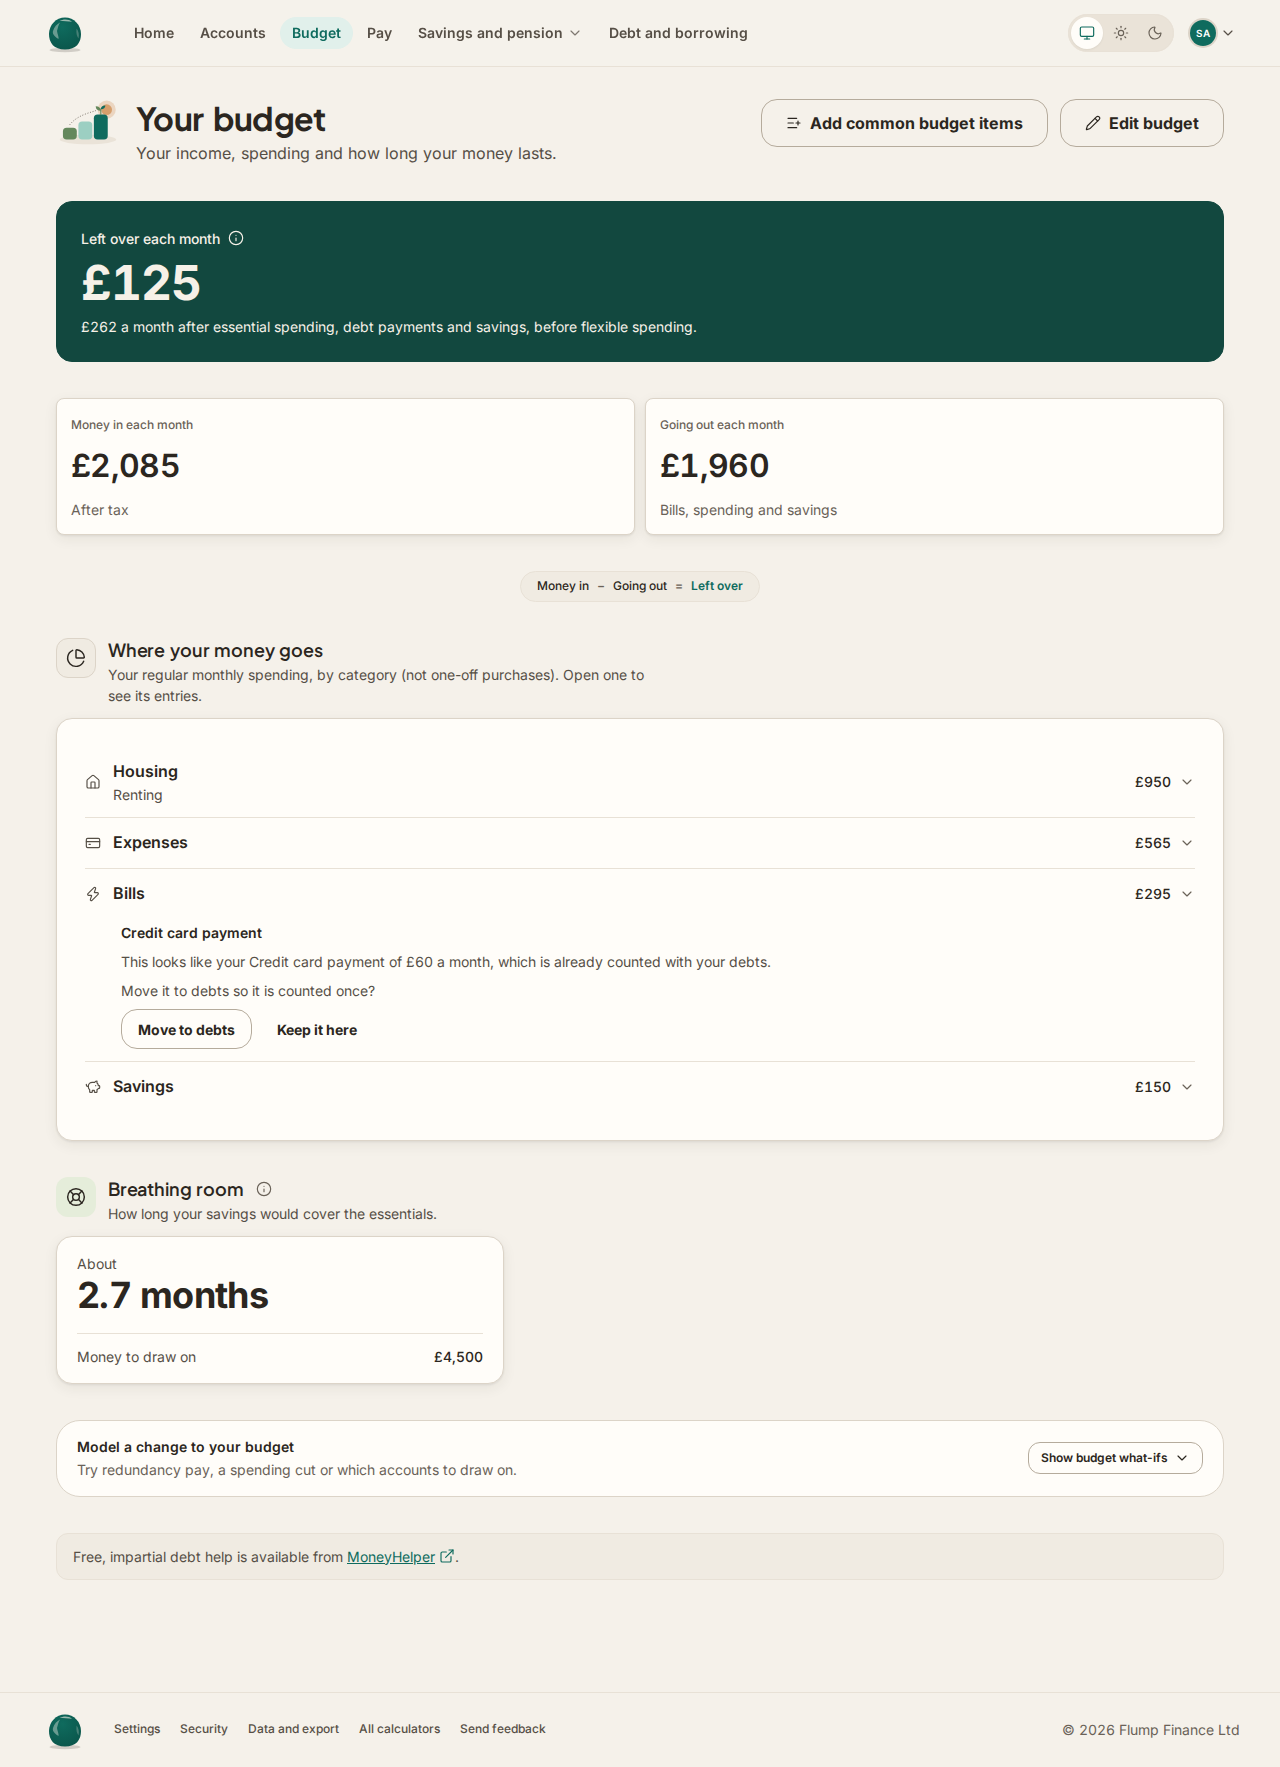 Home
Accounts
Budget
Pay
Savings and pension
Debt and borrowing
SA
Your budget
Your income, spending and how long your money lasts.
Add common budget items
Edit budget
Left over each month
£125
£262 a month after essential spending, debt payments and savings, before flexible spending.
Money in each month
£2,085
After tax
Going out each month
£1,960
Bills, spending and savings
Money in – Going out = Left over
Where your money goes
Your regular monthly spending, by category (not one-off purchases). Open one to
see its entries.
Housing
Renting
£950
Expenses
£565
Bills
£295
Credit card payment
This looks like your Credit card payment of £60 a month, which is already counted with your debts.
Move it to debts so it is counted once?
Move to debts
Keep it here
Savings
£150
Breathing room
How long your savings would cover the essentials.
About
2.7 months
Money to draw on
£4,500
Model a change to your budget
Try redundancy pay, a spending cut or which accounts to draw on.
Show budget what-ifs
Free, impartial debt help is available from MoneyHelper.
Settings
Security
Data and export
All calculators
Send feedback
© 2026 Flump Finance Ltd